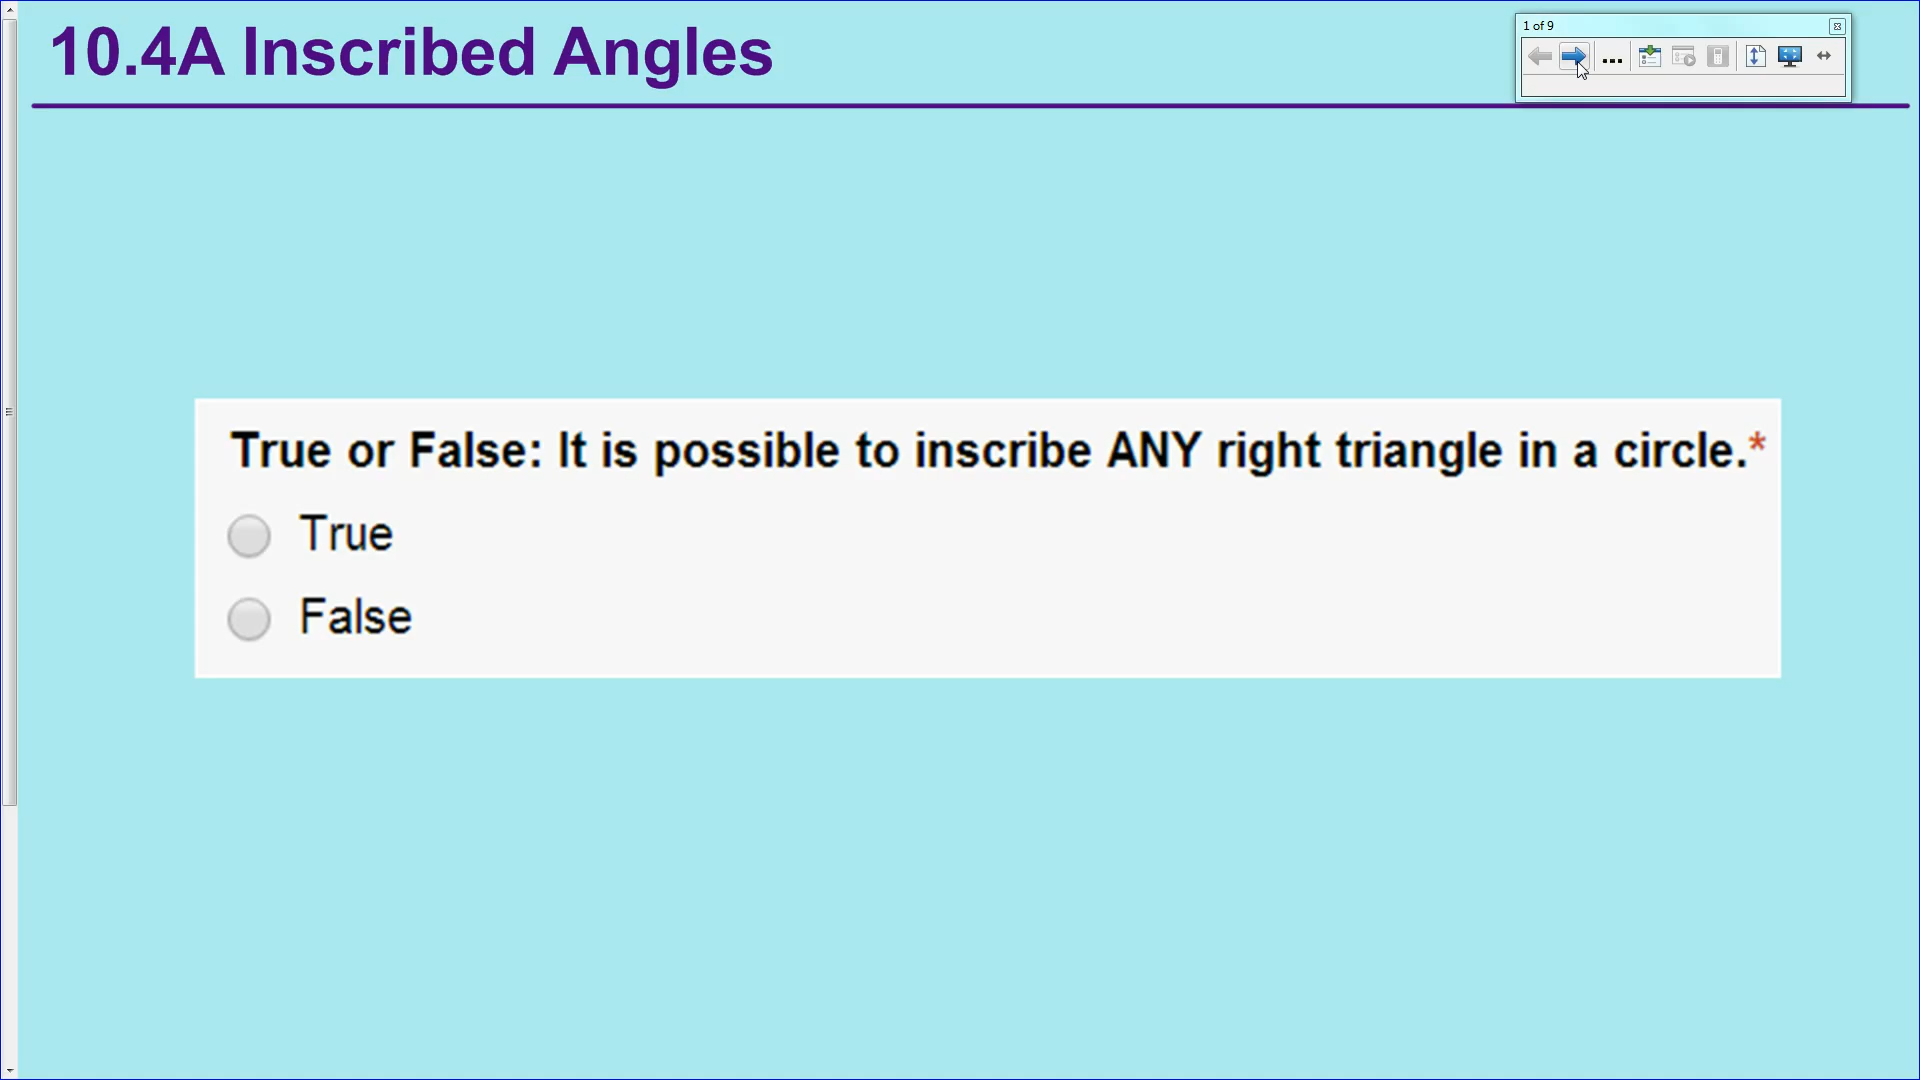 10.4A Inscribed Angles
1 of 9
True or False: It is possible to inscribe ANY right triangle in a circle.*
True
False